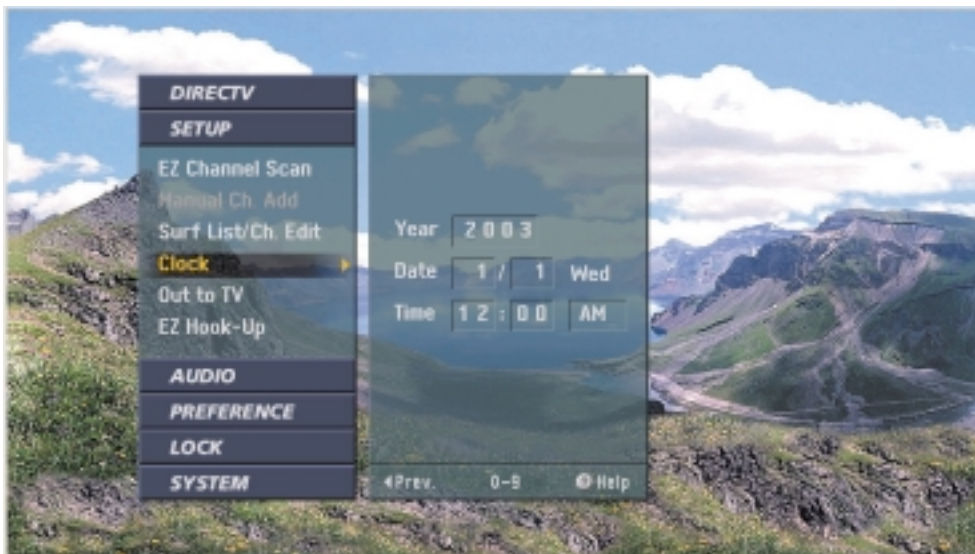 DIRECTV
SETUP
EZ Channel Scan
Manual Ch. Add
Surf List/Ch. Edit
Clock
Out to TV
EZ Hook-Up
AUDIO
PREFERENCE
LOCK
SYSTEM
Year 2003
Date 1 / 1 Wed
Time 12:00 AM
Prev. 0-9 Help